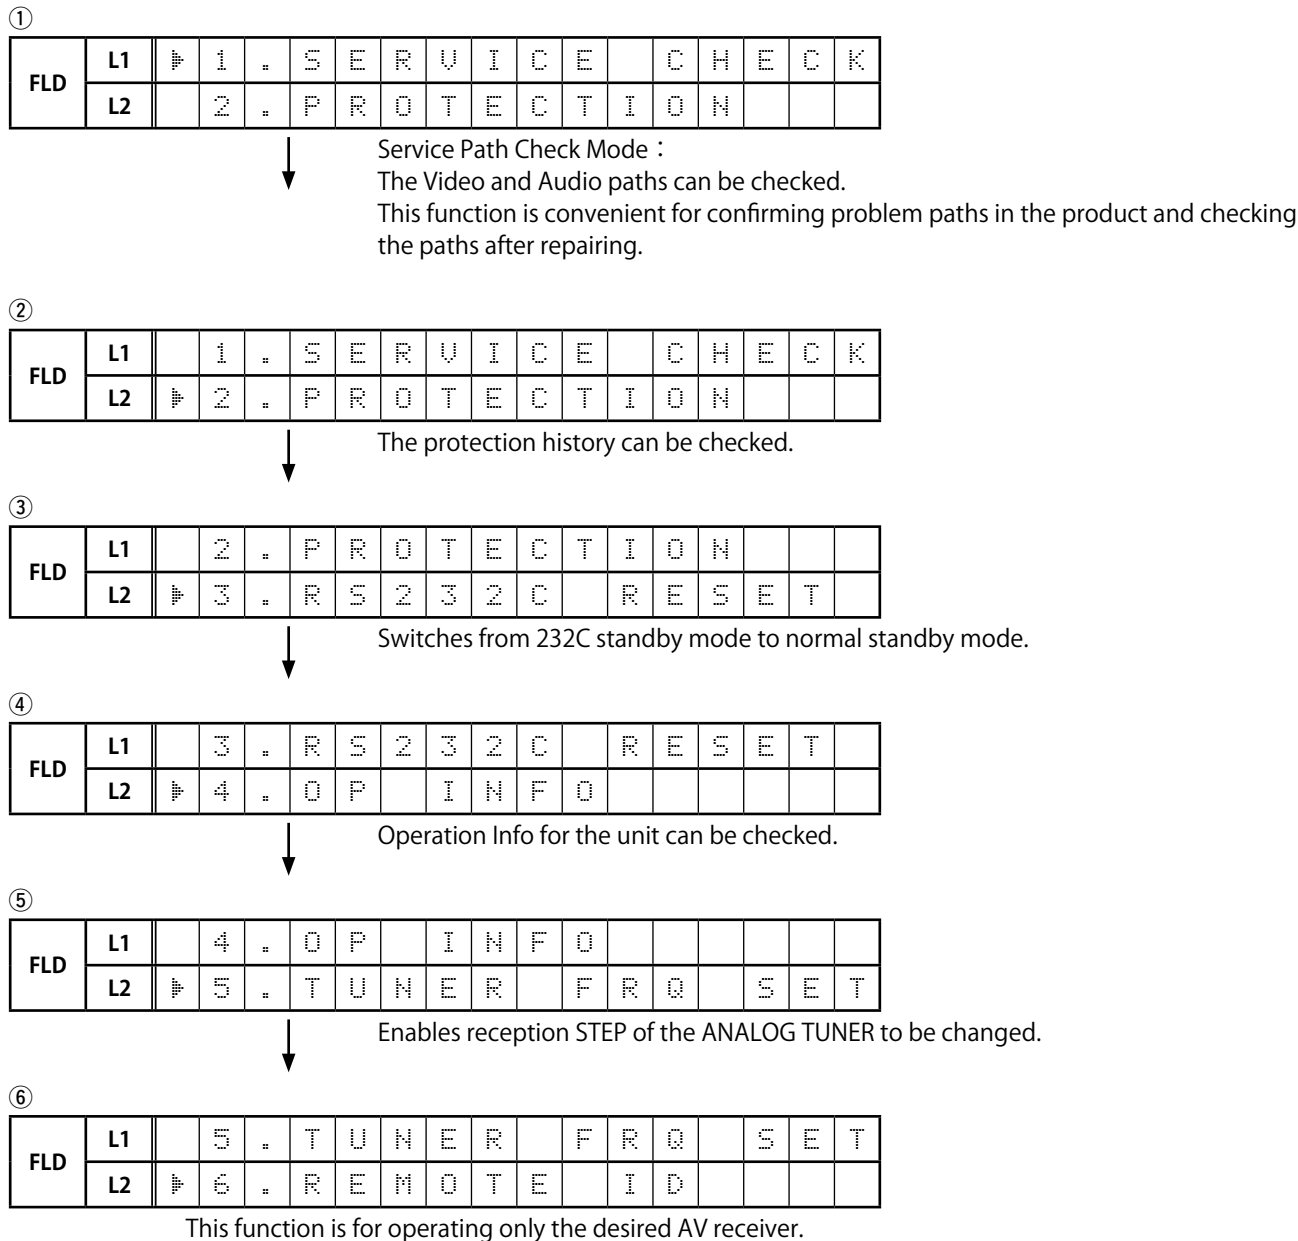 ①
FLD L1 ▶ 1.SERVICE CHECK
L2 2.PROTECTION
Service Path Check Mode：
The Video and Audio paths can be checked.
This function is convenient for confirming problem paths in the product and checking
the paths after repairing.
②
FLD L1 1.SERVICE CHECK
L2 ▶ 2.PROTECTION
The protection history can be checked.
③
FLD L1 2.PROTECTION
L2 ▶ 3.RS232C RESET
Switches from 232C standby mode to normal standby mode.
④
FLD L1 3.RS232C RESET
L2 ▶ 4.OP INFO
Operation Info for the unit can be checked.
⑤
FLD L1 4.OP INFO
L2 ▶ 5.TUNER FRQ SET
Enables reception STEP of the ANALOG TUNER to be changed.
⑥
FLD L1 5.TUNER FRQ SET
L2 ▶ 6.REMOTE ID
This function is for operating only the desired AV receiver.